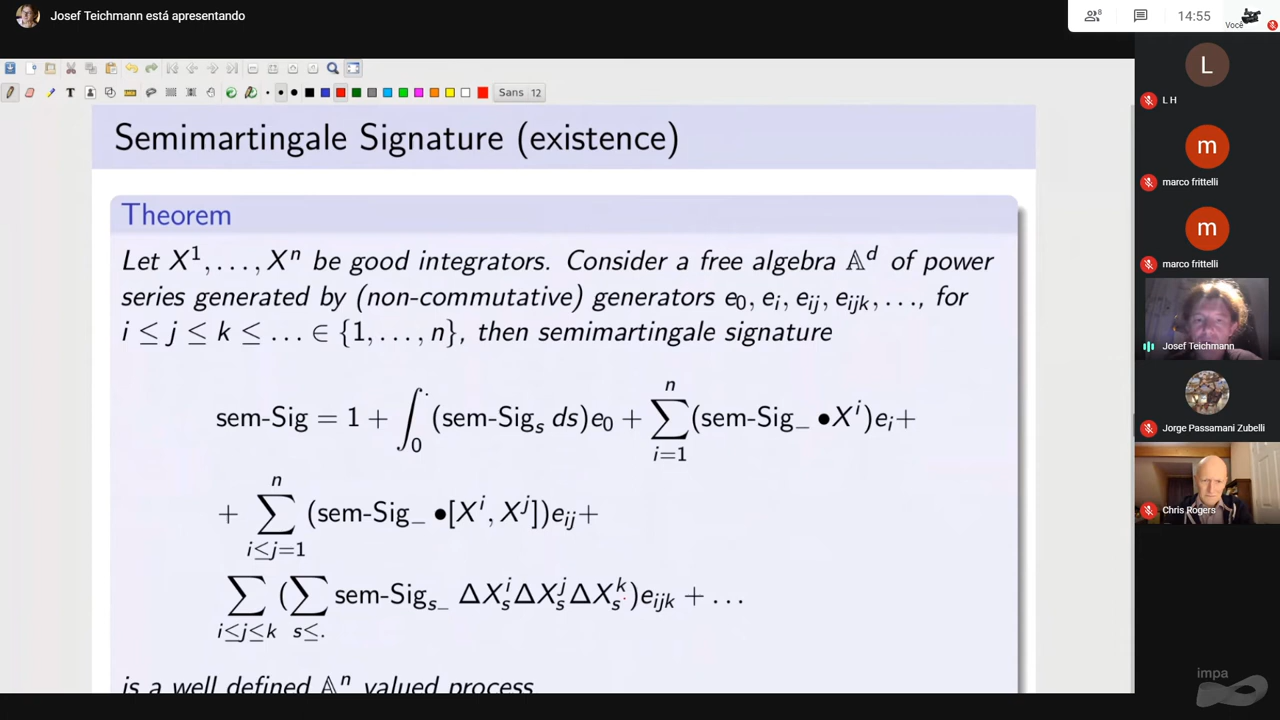 Josef Teichmann está apresentando
8
14:55
Você
T
Sans 12
Semimartingale Signature (existence)
Theorem
Let X¹, . . . , Xⁿ be good integrators. Consider a free algebra 𝔸ᵈ of power
series generated by (non-commutative) generators e₀, eᵢ, eᵢⱼ, eᵢⱼₖ, . . . , for
i ≤ j ≤ k ≤ . . . ∈ {1, . . . , n}, then semimartingale signature
sem-Sig = 1 + ∫₀^· (sem-Sigₛ ds)e₀ + ∑_{i=1}^{n} (sem-Sig₋ •Xⁱ)eᵢ+
+ ∑_{i≤j=1}^{n} (sem-Sig₋ •[Xⁱ, Xʲ])eᵢⱼ+
∑_{i≤j≤k} (∑_{s≤.} sem-Sig_{s₋} ΔXₛⁱΔXₛʲΔXₛᵏ)eᵢⱼₖ + . . .
is a well defined 𝔸ⁿ valued process
L
L H
m
marco frittelli
m
marco frittelli
Josef Teichmann
Jorge Passamani Zubelli
Chris Rogers
impa